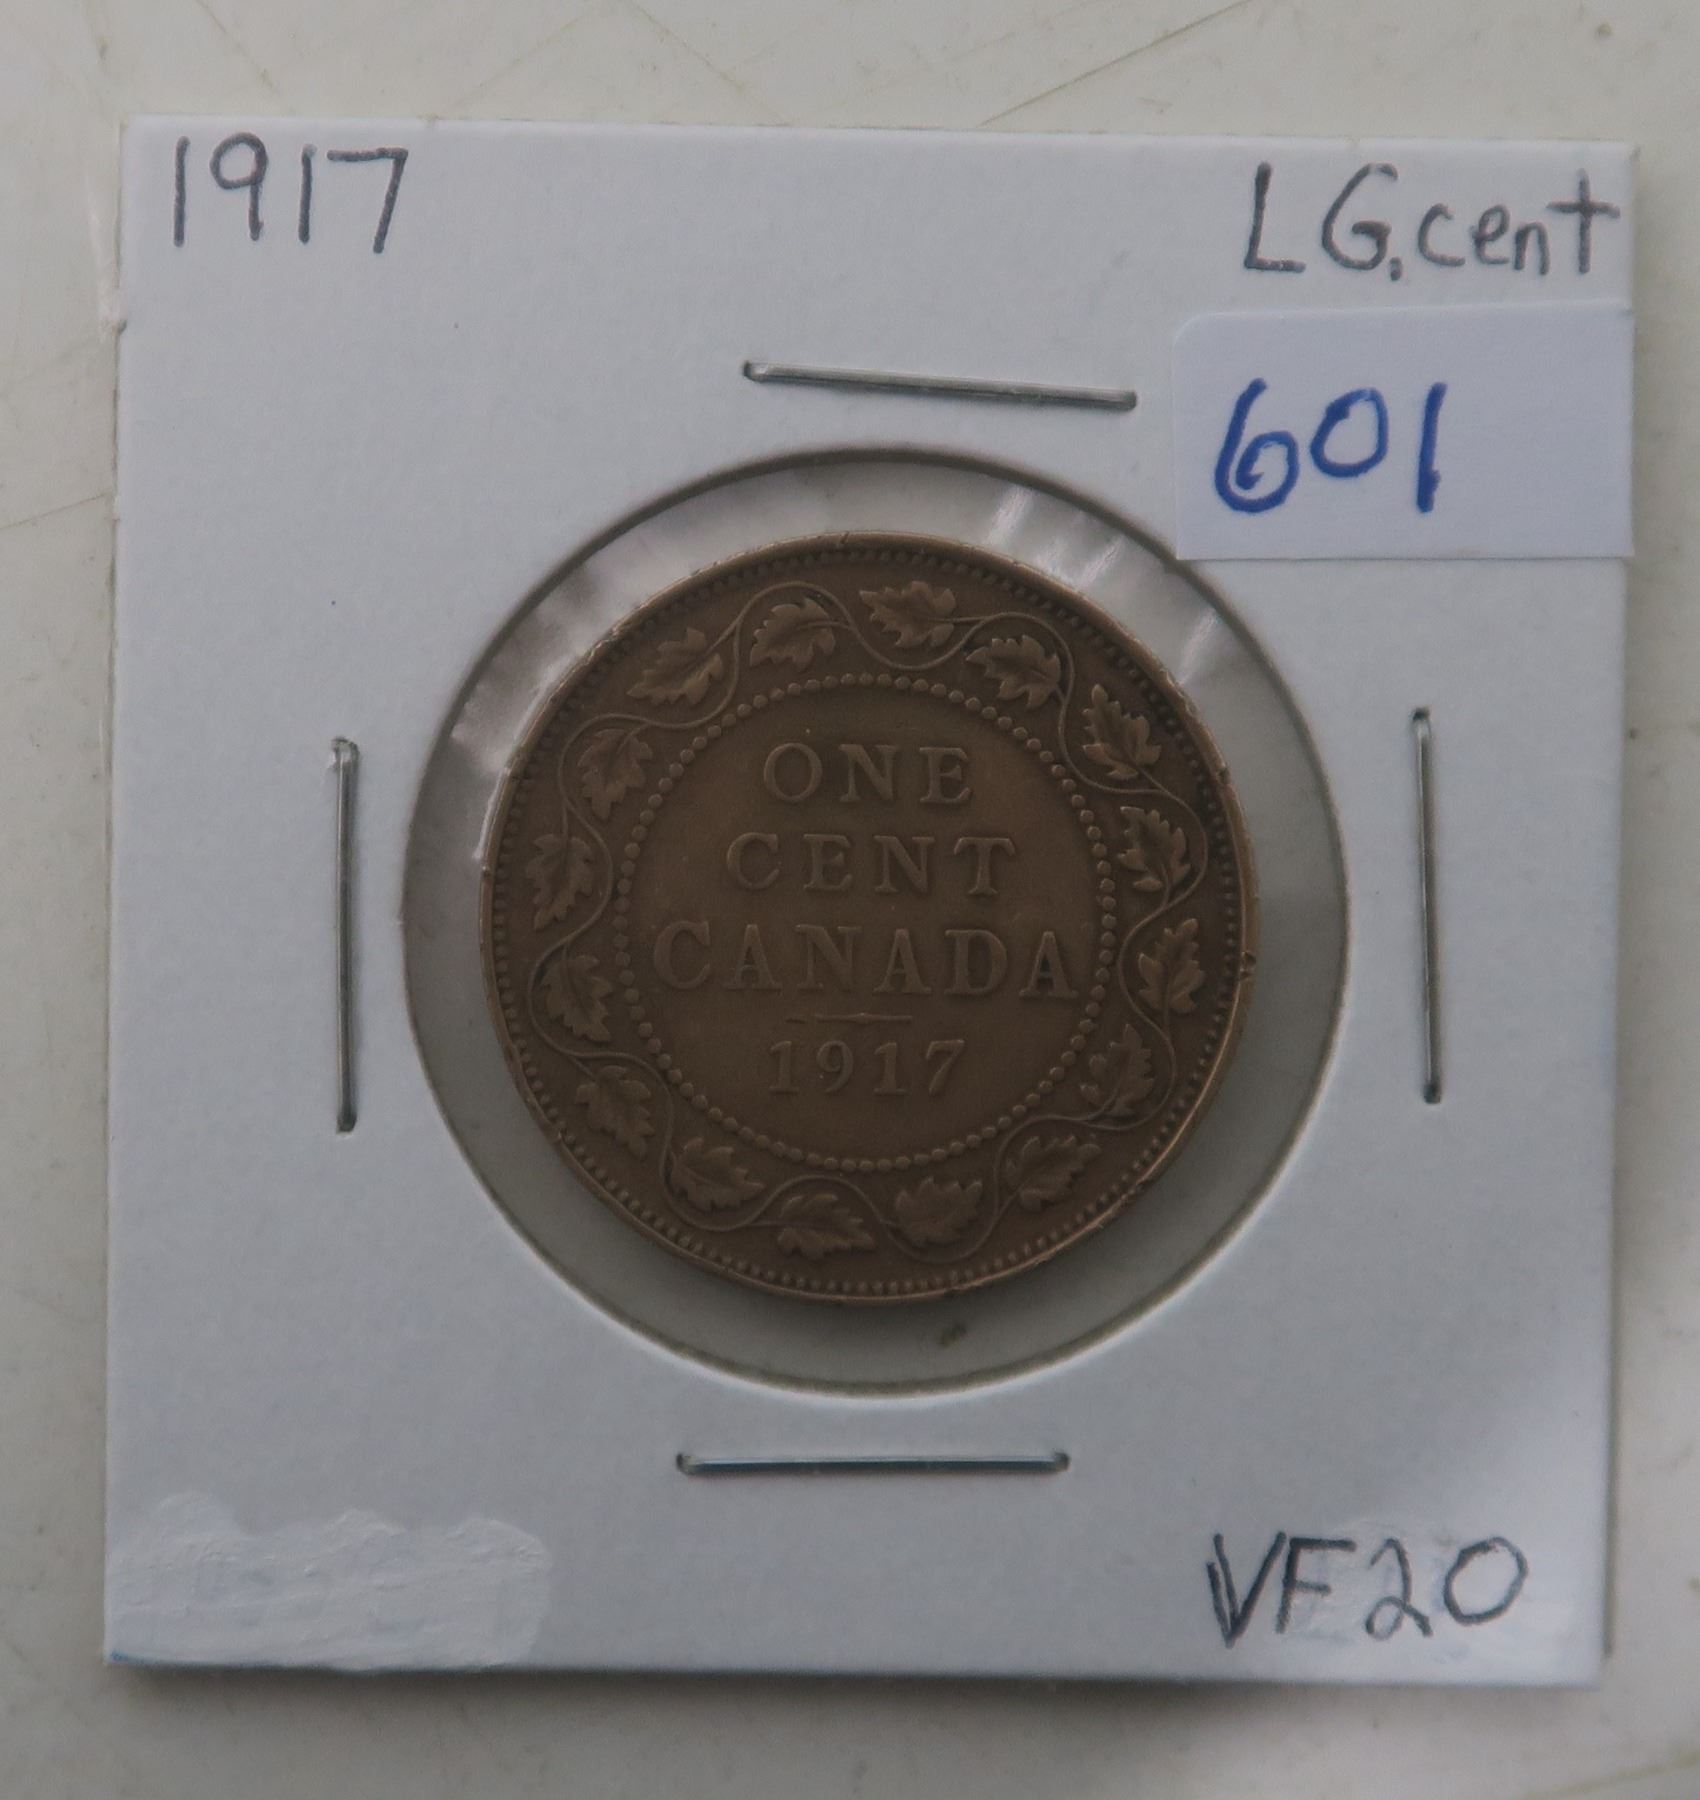 1917
LG. cent
601
ONE
CENT
CANADA
1917
VF20